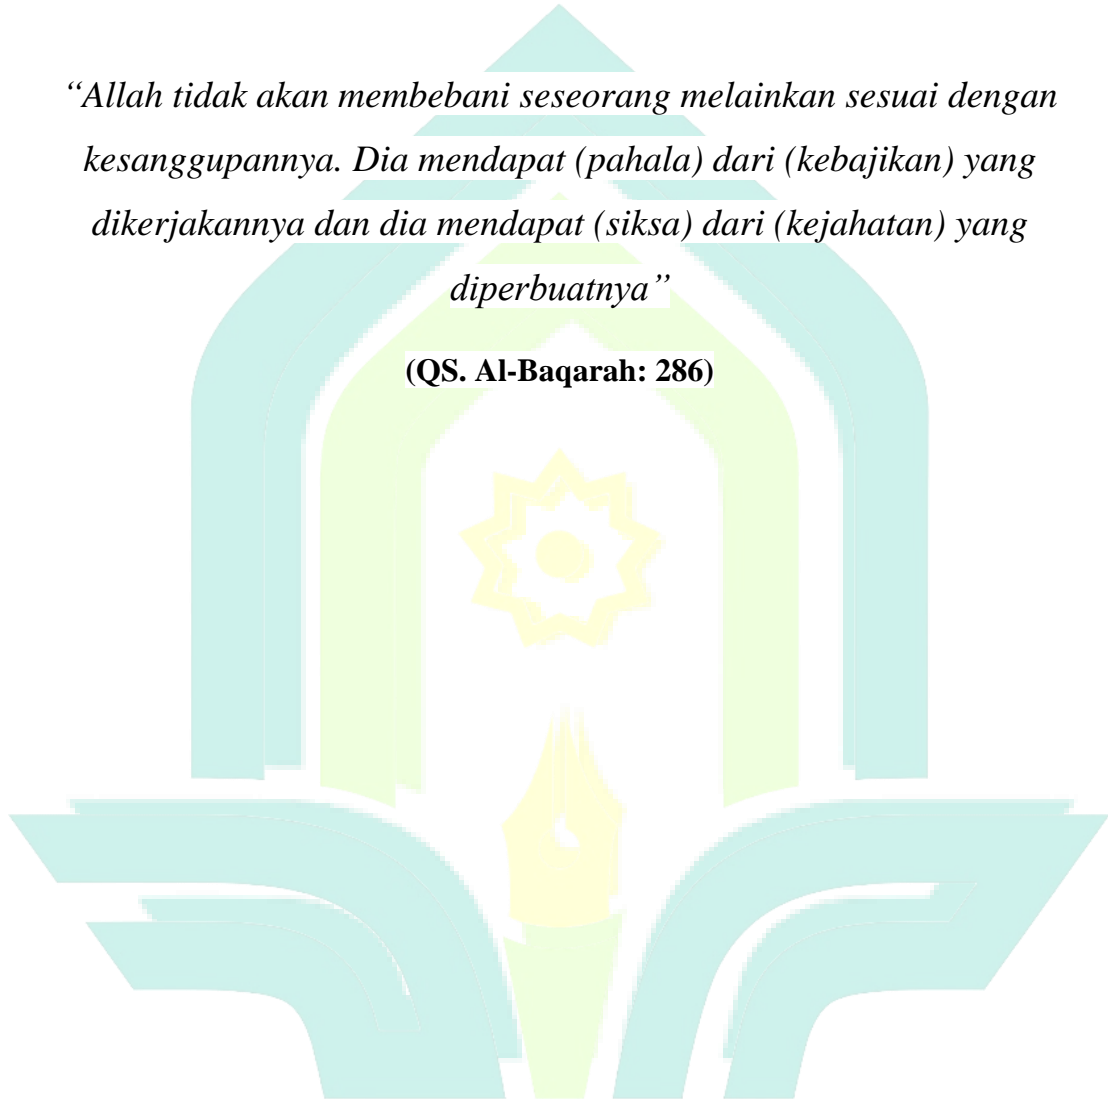 “Allah tidak akan membebani seseorang melainkan sesuai dengan
kesanggupannya. Dia mendapat (pahala) dari (kebajikan) yang
dikerjakannya dan dia mendapat (siksa) dari (kejahatan) yang
diperbuatnya”
(QS. Al-Baqarah: 286)